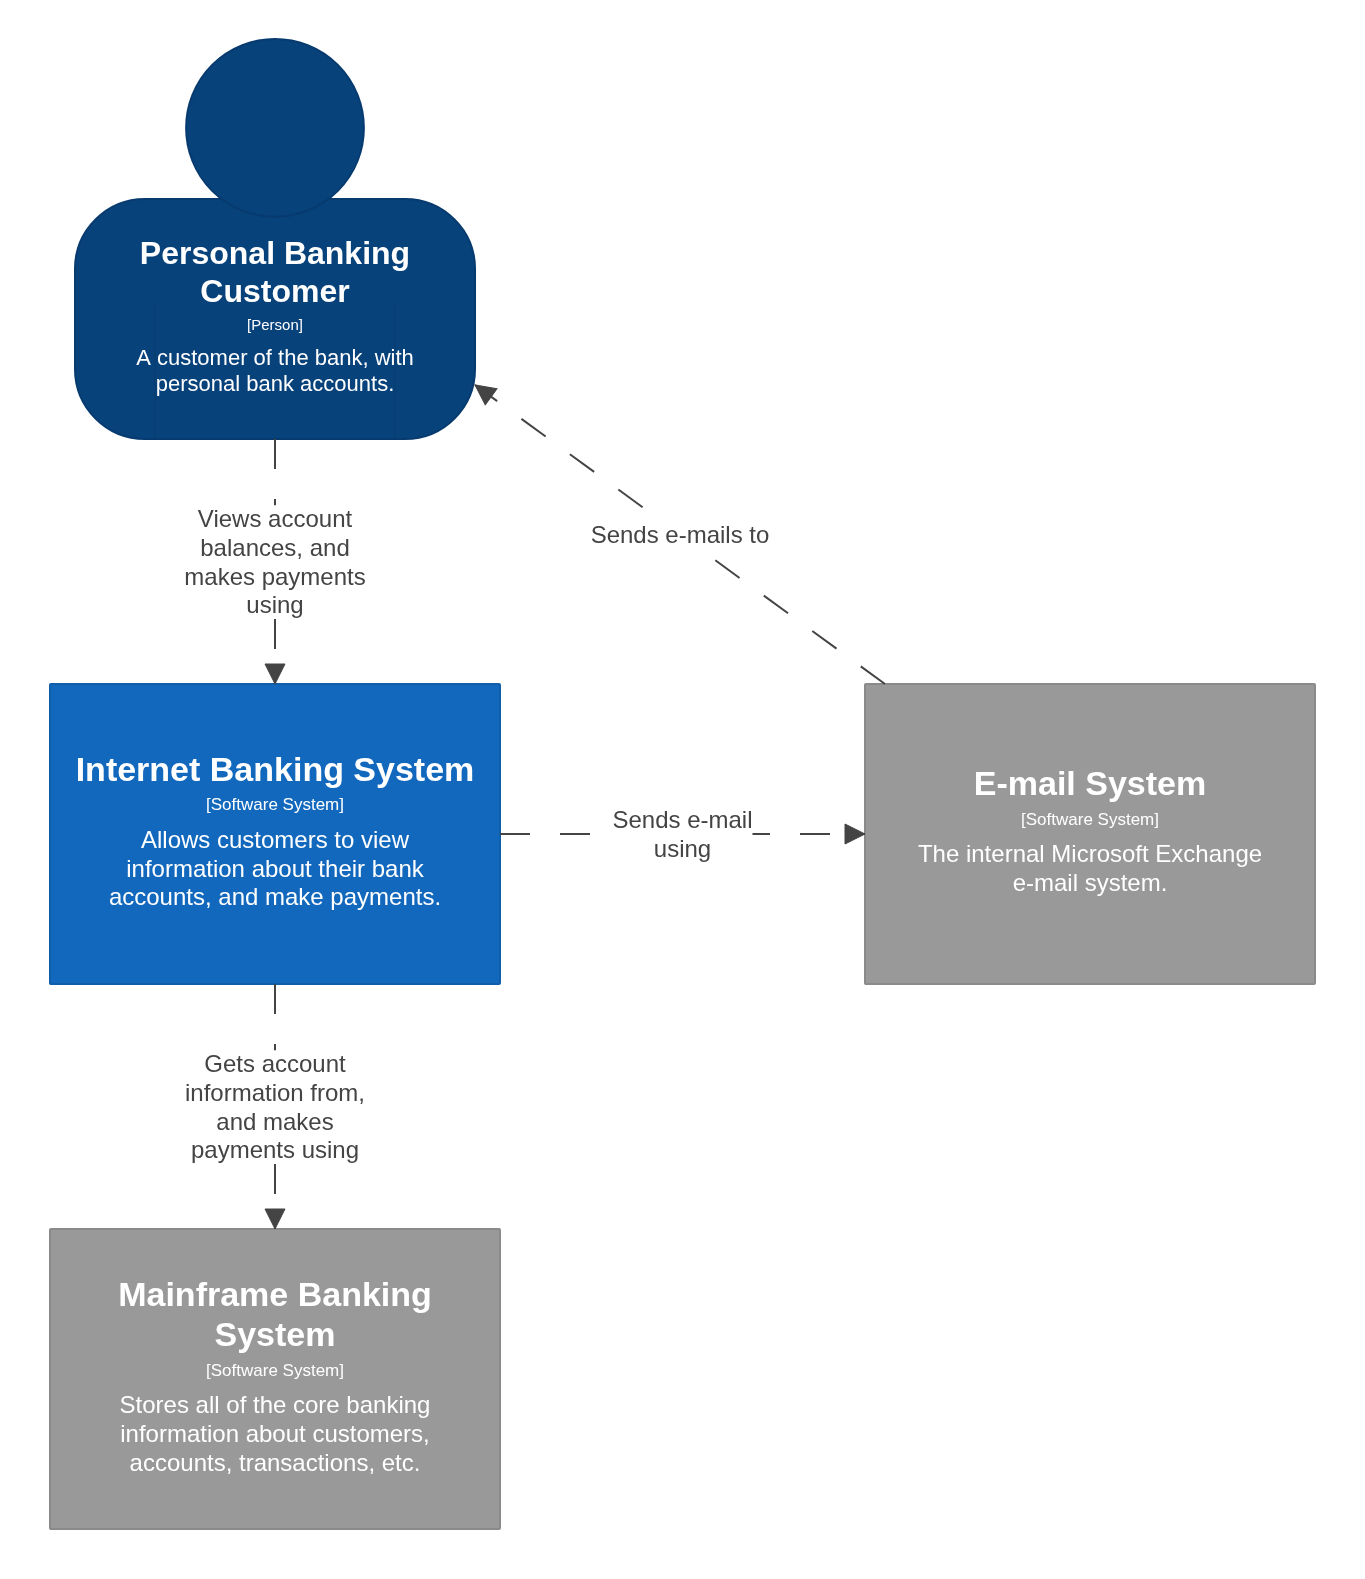 Personal Banking
Customer
[Person]
A customer of the bank, with
personal bank accounts.
Views account
balances, and
makes payments
using
Sends e-mails to
Internet Banking System
[Software System]
Allows customers to view
information about their bank
accounts, and make payments.
Sends e-mail
using
E-mail System
[Software System]
The internal Microsoft Exchange
e-mail system.
Gets account
information from,
and makes
payments using
Mainframe Banking
System
[Software System]
Stores all of the core banking
information about customers,
accounts, transactions, etc.